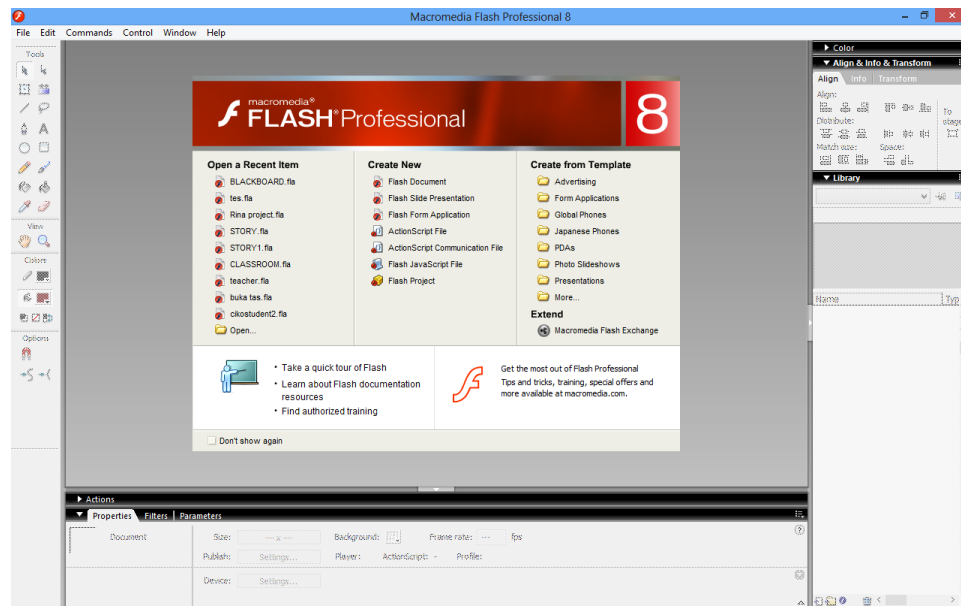 Macromedia Flash Professional 8
File Edit Commands Control Window Help
Tools
View
Colors
Options
macromedia®
FLASH® Professional 8
Open a Recent Item
BLACKBOARD.fla
tes.fla
Rina project.fla
STORY.fla
STORY1.fla
CLASSROOM.fla
teacher.fla
buka tas.fla
cikostudent2.fla
Open...
Create New
Flash Document
Flash Slide Presentation
Flash Form Application
ActionScript File
ActionScript Communication File
Flash JavaScript File
Flash Project
Create from Template
Advertising
Form Applications
Global Phones
Japanese Phones
PDAs
Photo Slideshows
Presentations
More...
Extend
Macromedia Flash Exchange
• Take a quick tour of Flash
• Learn about Flash documentation
resources
• Find authorized training
Get the most out of Flash Professional
Tips and tricks, training, special offers and
more available at macromedia.com.
Don't show again
Color
Align & Info & Transform
Align Info Transform
Align:
To
stage
Distribute:
Match size: Space:
Library
Name Typ
Actions
Properties Filters Parameters
Document Size: --- x --- Background: Frame rate: --- fps
Publish: Settings... Player: ActionScript: - Profile:
Device: Settings...